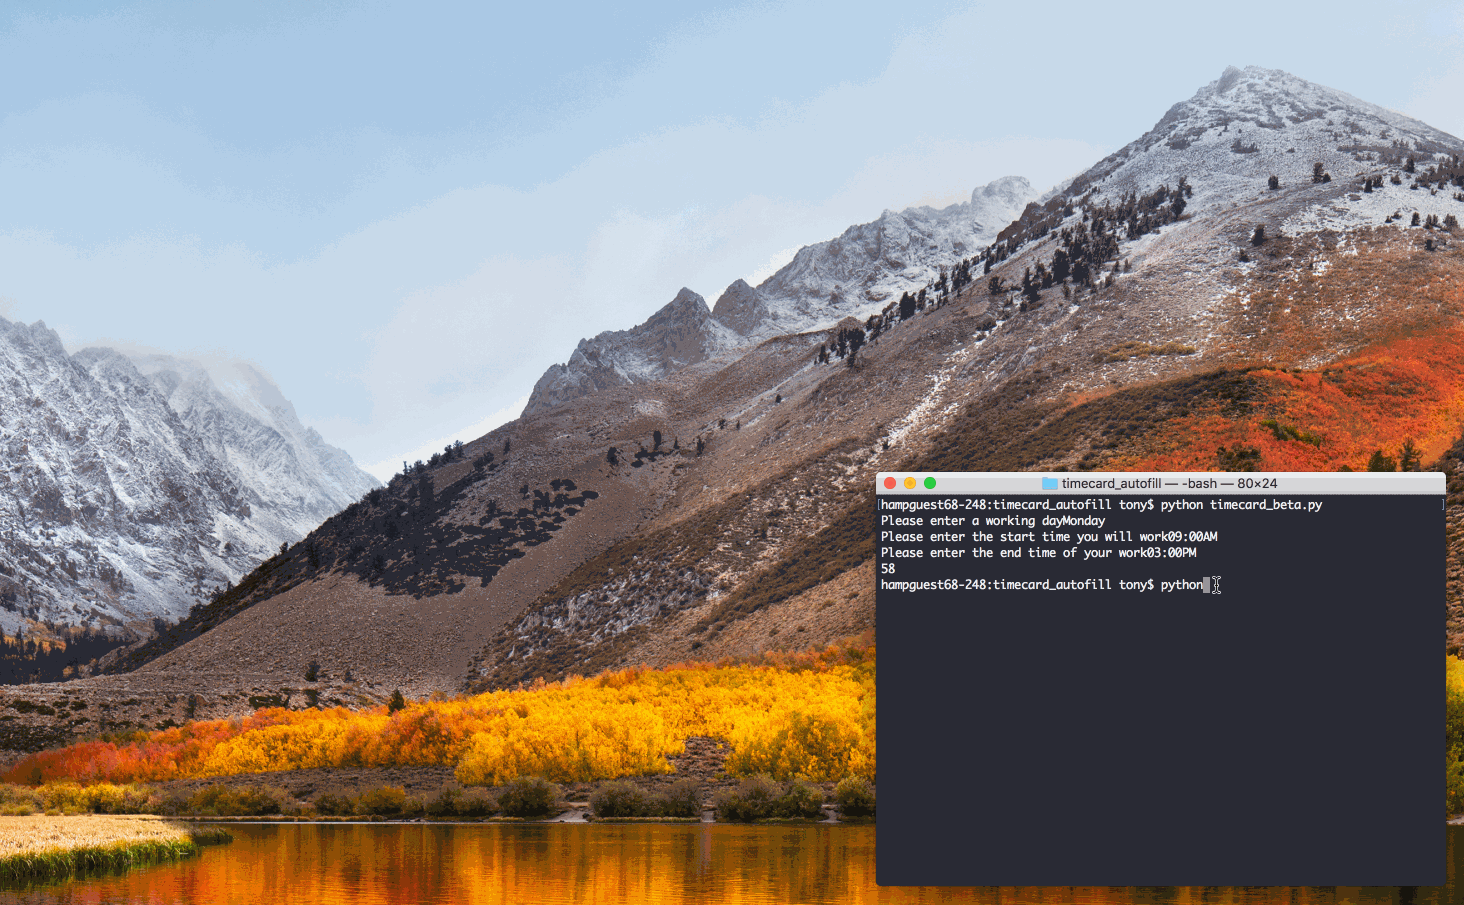 timecard_autofill — -bash — 80×24
[hampguest68-248:timecard_autofill tony$ python timecard_beta.py ]
Please enter a working dayMonday
Please enter the start time you will work09:00AM
Please enter the end time of your work03:00PM
58
hampguest68-248:timecard_autofill tony$ python